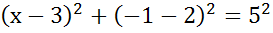 (x − 3)² + (−1 − 2)² = 5²